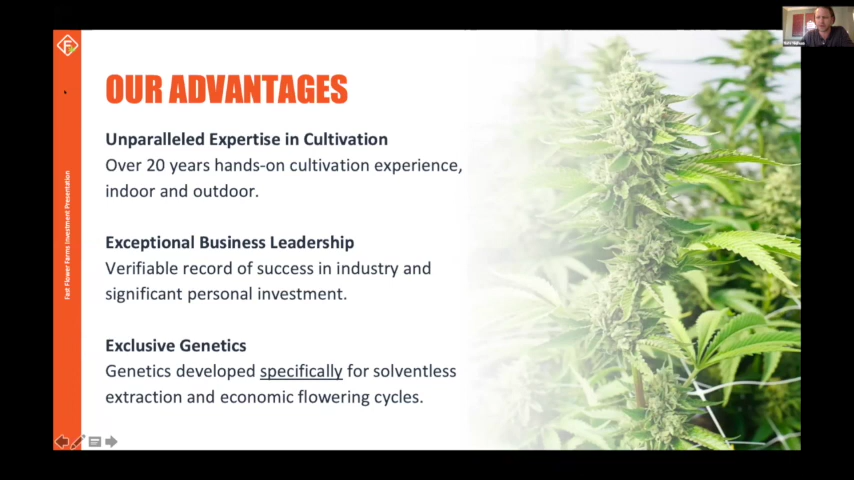 OUR ADVANTAGES
Unparalleled Expertise in Cultivation
Over 20 years hands-on cultivation experience,
indoor and outdoor.
Exceptional Business Leadership
Verifiable record of success in industry and
significant personal investment.
Exclusive Genetics
Genetics developed specifically for solventless
extraction and economic flowering cycles.
Fast Flower Farms Investment Presentation